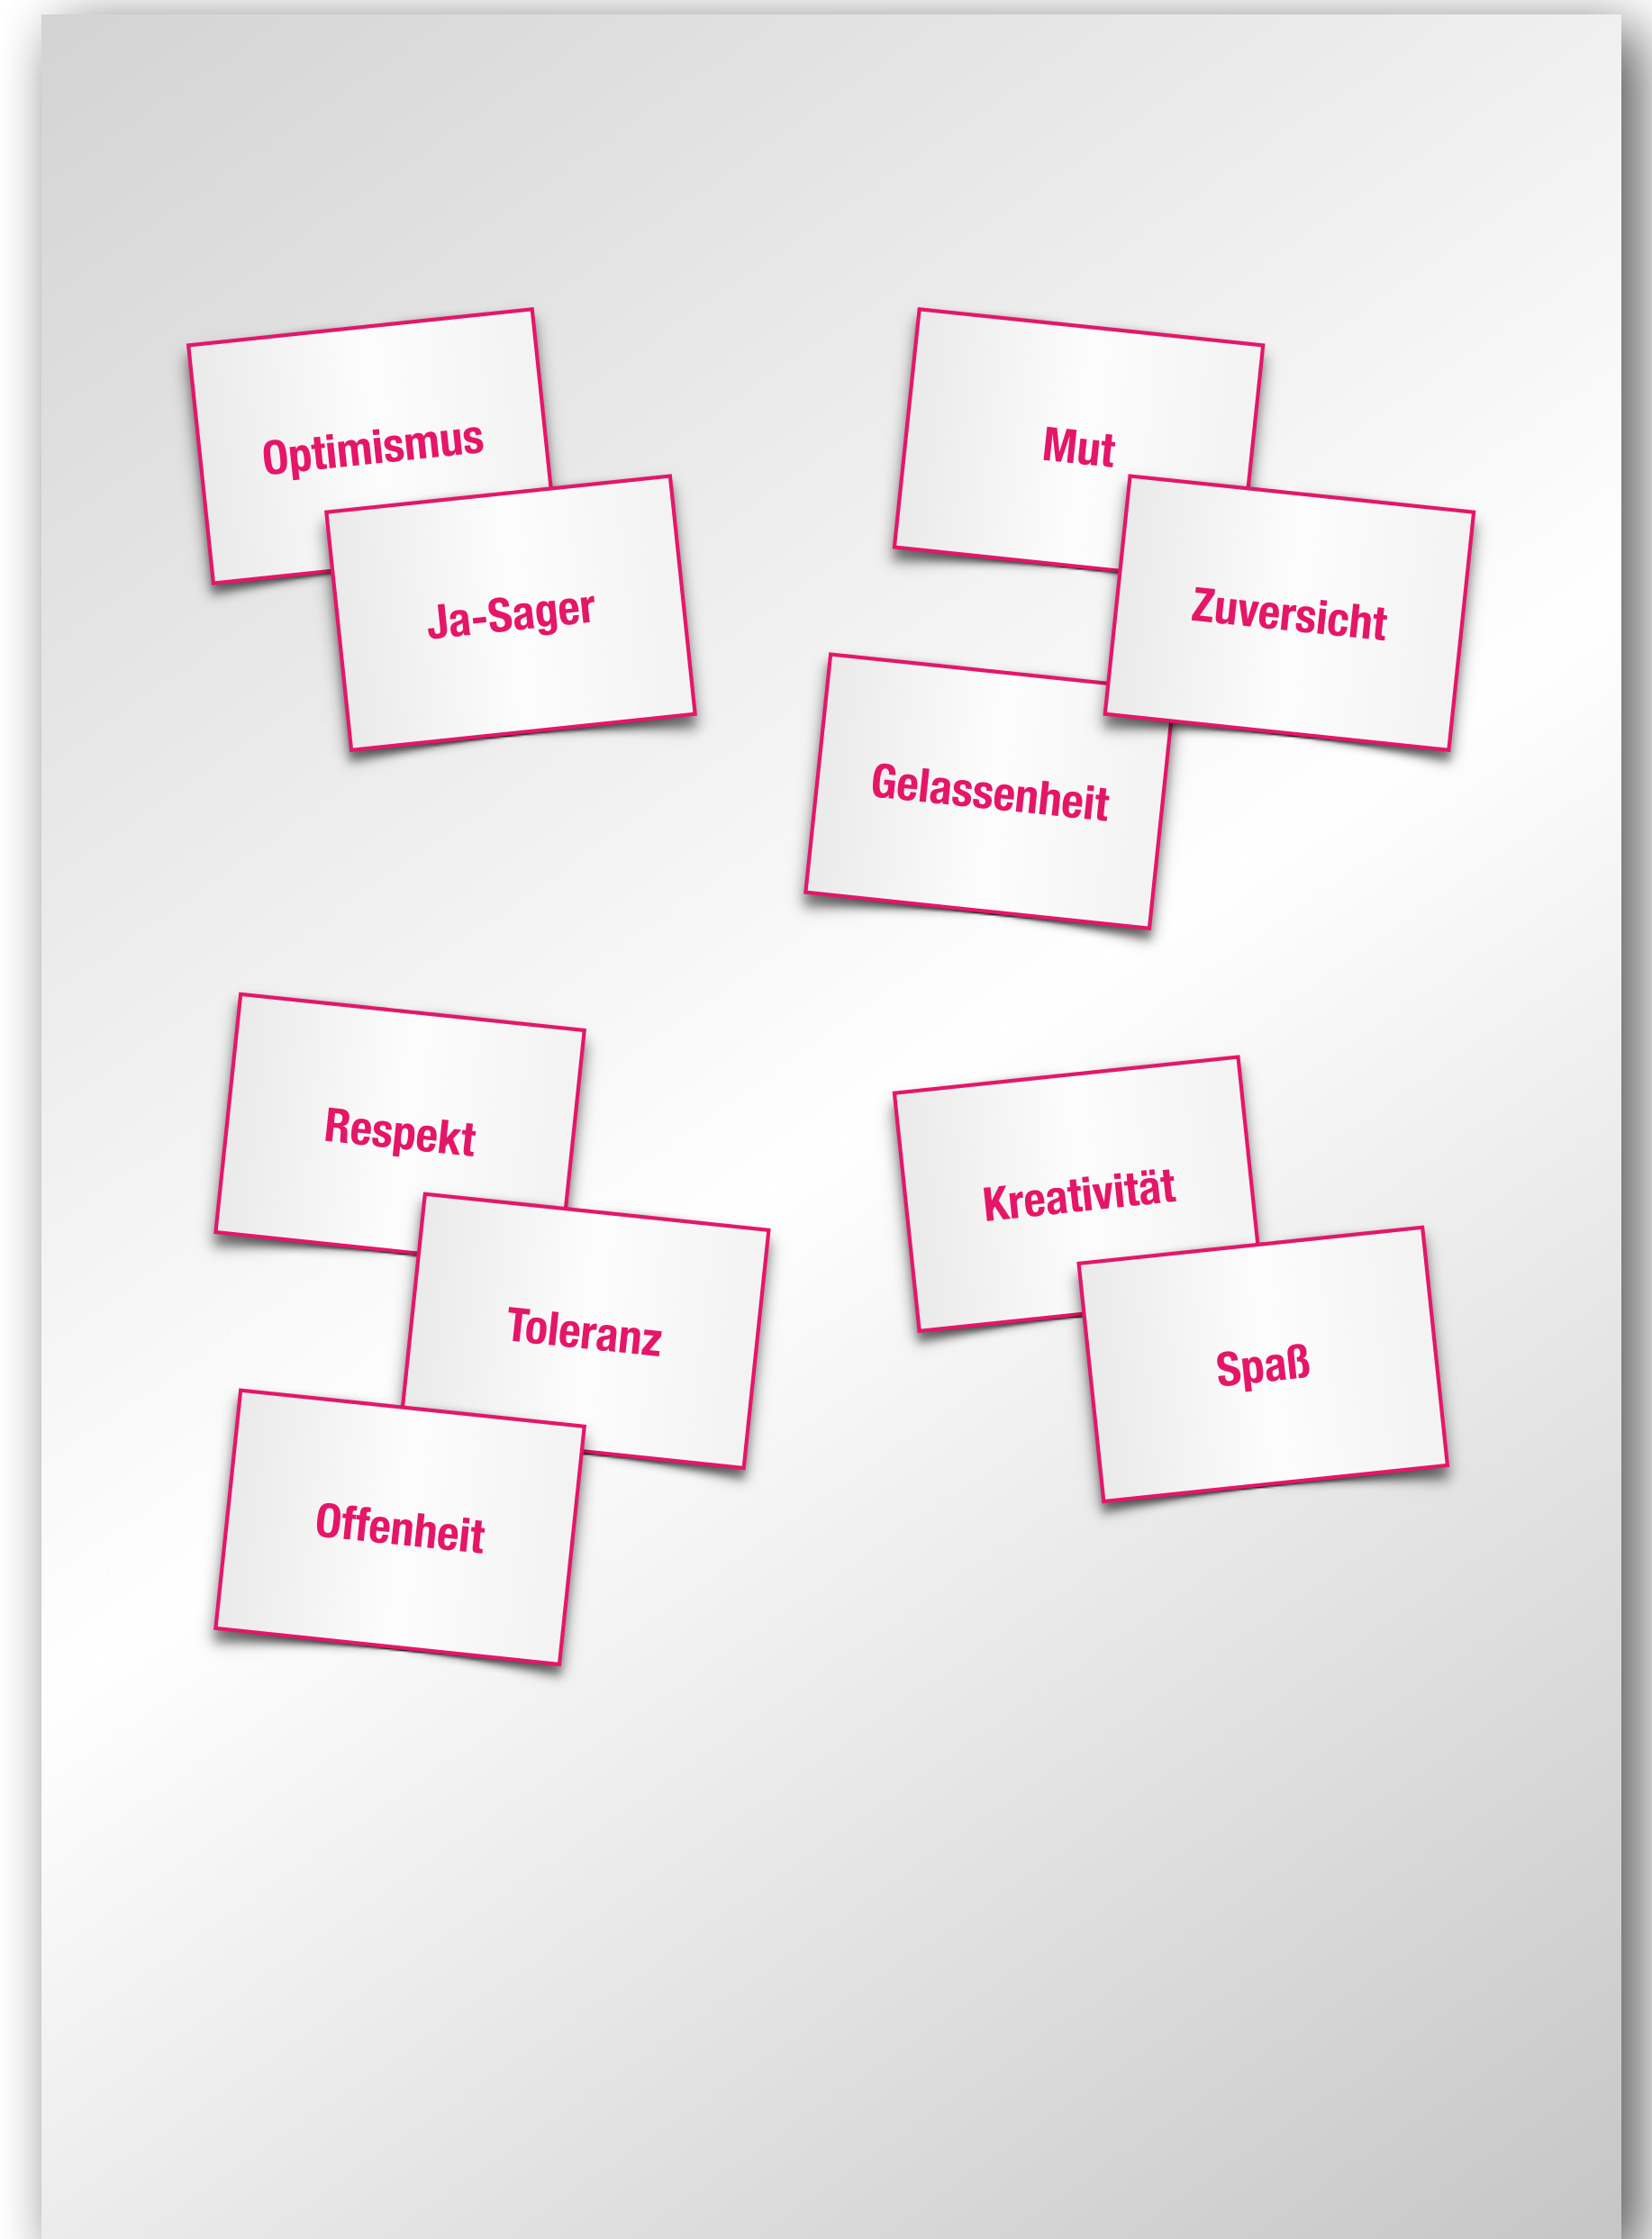 Optimismus
Ja-Sager
Mut
Zuversicht
Gelassenheit
Respekt
Toleranz
Offenheit
Kreativität
Spaß